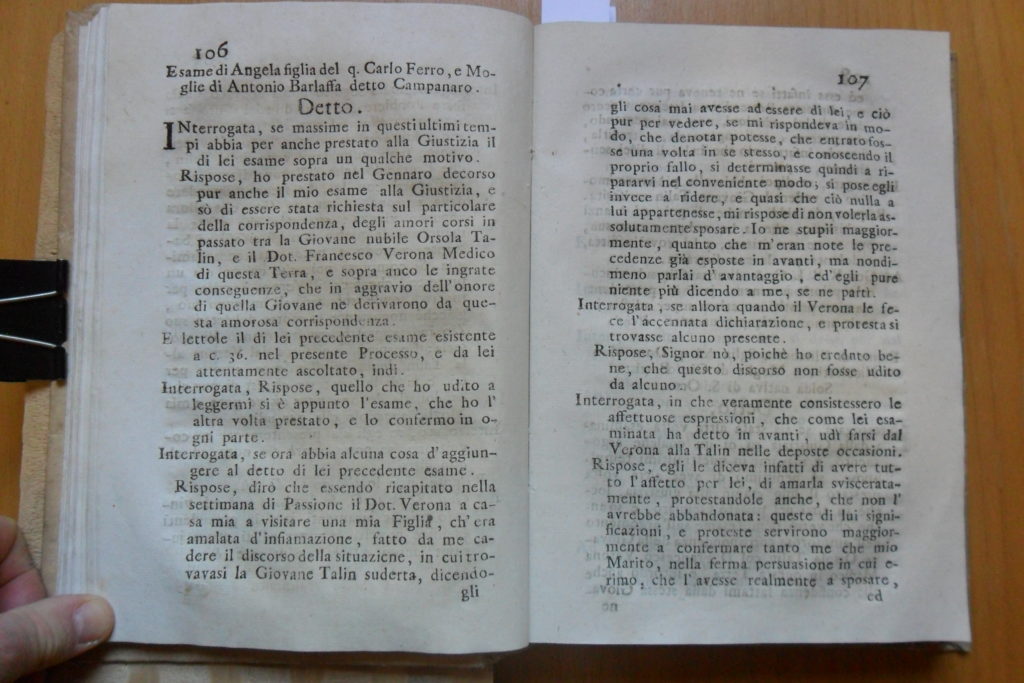 106
Esame di Angela figlia del q. Carlo Ferro, e Mo-
glie di Antonio Barlassa detto Campanaro.
Detto.
INterrogata, se massime in questi ultimi tem-
pi abbia per anche prestato alla Giustizia il
di lei esame sopra un qualche motivo.
Rispose, ho prestato nel Gennaro decorso
pur anche il mio esame alla Giustizia, e
sò di essere stata richiesta sul particolare
della corrispondenza, degli amori corsi in
passato tra la Giovane nubile Orsola Ta-
lin, e il Dot. Francesco Verona Medico
di questa Terra, e sopra anco le ingrate
conseguenze, che in aggravio dell'onore
di quella Giovane ne derivarono da que-
sta amorosa corrispondenza.
E lettole il di lei precedente esame esistente
a c. 36. nel presente Processo, e da lei
attentamente ascoltato, indi.
Interrogata, Rispose, quello che ho udito a
leggermi si è appunto l'esame, che ho l'
altra volta prestato, e lo confermo in o-
gni parte.
Interrogata, se ora abbia alcuna cosa d'aggiun-
gere al detto di lei precedente esame.
Rispose, dirò che essendo ricapitato nella
settimana di Passione il Dot. Verona a ca-
sa mia a visitare una mia Figlia, ch'era
amalata d'infiamazione, fatto da me ca-
dere il discorso della situazione, in cui tro-
vavasi la Giovane Talin suderta, dicendo-
gli
107
gli cosa mai avesse ad essere di lei, e ciò
pur per vedere, se mi rispondeva in mo-
do, che denotar potesse, che entrato fos-
se una volta in se stesso, e conoscendo il
proprio fallo, si determinasse quindi a ri-
pararvi nel conveniente modo; si pose egli
invece a ridere, e quasi che ciò nulla a
lui appartenesse, mi rispose di non volerla as-
solutamente sposare. Io ne stupii maggior-
mente, quanto che m'eran note le pre-
cedenze già esposte in avanti, ma nondi-
meno parlai d'avantaggio, ed'egli pure
niente più dicendo a me, se ne partì.
Interrogata, se allora quando il Verona le fe-
ce l'accennata dichiarazione, e protesta si
trovasse alcuno presente.
Rispose, Signor nò, poichè ho creduto be-
ne, che questo discorso non fosse udito
da alcuno.
Interrogata, in che veramente consistessero le
affettuose espressioni, che come lei esa-
minata ha detto in avanti, udì farsi dal
Verona alla Talin nelle deposte occasioni.
Rispose, egli le diceva infatti di avere tut-
to l'affetto per lei, di amarla svisceratа-
mente, protestandole anche, che non l'
avrebbe abbandonata: queste di lui signi-
ficazioni, e proteste servirono maggior-
mente a confermare tanto me che mio
Marito, nella ferma persuasione in cui e-
rimo, che l'avesse realmente a sposare,
ed